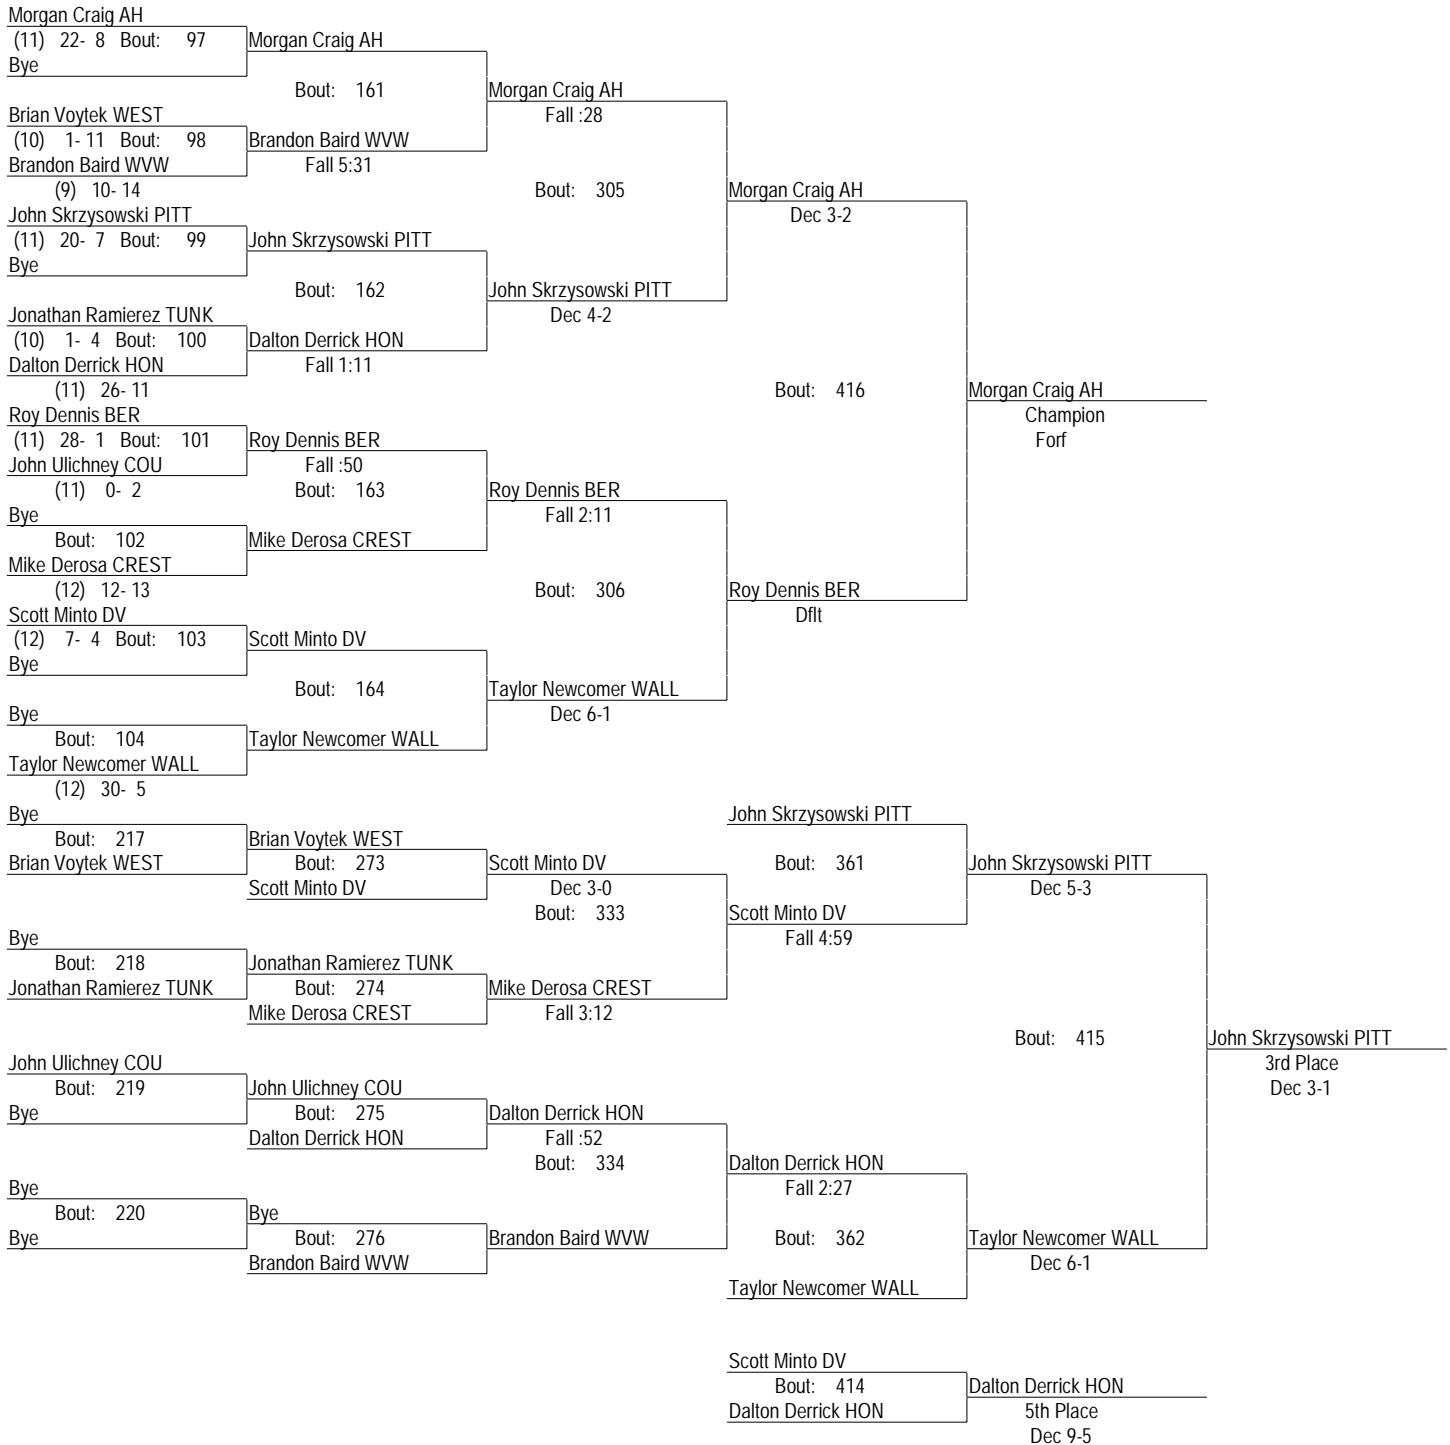 Morgan Craig AH
(11) 22- 8 Bout: 97 Morgan Craig AH
Bye
Bout: 161 Morgan Craig AH
Brian Voytek WEST Fall :28
(10) 1- 11 Bout: 98 Brandon Baird WVW
Brandon Baird WVW Fall 5:31
(9) 10- 14 Bout: 305 Morgan Craig AH
John Skrzysowski PITT Dec 3-2
(11) 20- 7 Bout: 99 John Skrzysowski PITT
Bye
Bout: 162 John Skrzysowski PITT
Jonathan Ramierez TUNK Dec 4-2
(10) 1- 4 Bout: 100 Dalton Derrick HON
Dalton Derrick HON Fall 1:11
(11) 26- 11 Bout: 416 Morgan Craig AH
Roy Dennis BER Champion
(11) 28- 1 Bout: 101 Roy Dennis BER Forf
John Ulichney COU Fall :50
(11) 0- 2 Bout: 163 Roy Dennis BER
Bye Fall 2:11
Bout: 102 Mike Derosa CREST
Mike Derosa CREST
(12) 12- 13 Bout: 306 Roy Dennis BER
Scott Minto DV Dflt
(12) 7- 4 Bout: 103 Scott Minto DV
Bye
Bout: 164 Taylor Newcomer WALL
Bye Dec 6-1
Bout: 104 Taylor Newcomer WALL
Taylor Newcomer WALL
(12) 30- 5
Bye John Skrzysowski PITT
Bout: 217 Brian Voytek WEST
Brian Voytek WEST Bout: 273 Scott Minto DV Bout: 361 John Skrzysowski PITT
Scott Minto DV Dec 3-0 Dec 5-3
Bout: 333 Scott Minto DV
Bye Fall 4:59
Bout: 218 Jonathan Ramierez TUNK
Jonathan Ramierez TUNK Bout: 274 Mike Derosa CREST
Mike Derosa CREST Fall 3:12
Bout: 415 John Skrzysowski PITT
John Ulichney COU 3rd Place
Bout: 219 John Ulichney COU Dec 3-1
Bye Bout: 275 Dalton Derrick HON
Dalton Derrick HON Fall :52
Bout: 334 Dalton Derrick HON
Bye Fall 2:27
Bout: 220 Bye
Bye Bout: 276 Brandon Baird WVW Bout: 362 Taylor Newcomer WALL
Brandon Baird WVW Dec 6-1
Taylor Newcomer WALL
Scott Minto DV
Bout: 414 Dalton Derrick HON
Dalton Derrick HON 5th Place
Dec 9-5